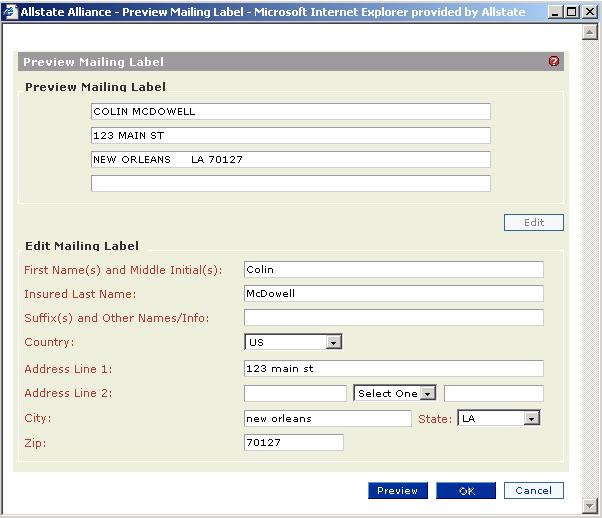 Allstate Alliance - Preview Mailing Label - Microsoft Internet Explorer provided by Allstate
Preview Mailing Label ?
Preview Mailing Label
COLIN MCDOWELL
123 MAIN ST
NEW ORLEANS LA 70127
Edit
Edit Mailing Label
First Name(s) and Middle Initial(s): Colin
Insured Last Name: McDowell
Suffix(s) and Other Names/Info:
Country: US
Address Line 1: 123 main st
Address Line 2: Select One
City: new orleans State: LA
Zip: 70127
Preview OK Cancel